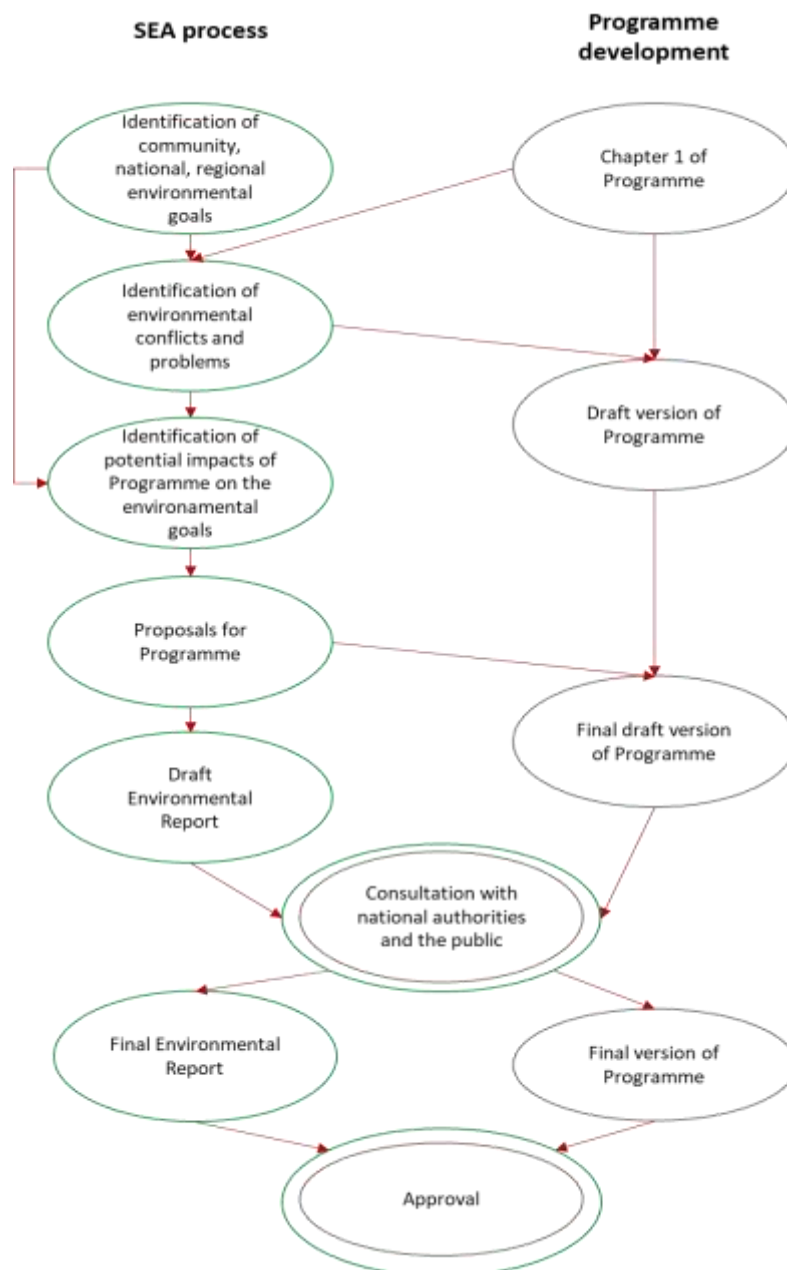 SEA process
Programme
development
Identification of
community,
national, regional
environmental
goals
Chapter 1 of
Programme
Identification of
environmental
conflicts and
problems
Draft version of
Programme
Identification of
potential impacts of
Programme on the
environamental
goals
Proposals for
Programme
Final draft version
of Programme
Draft
Environmental
Report
Consultation with
national authorities
and the public
Final Environmental
Report
Final version of
Programme
Approval